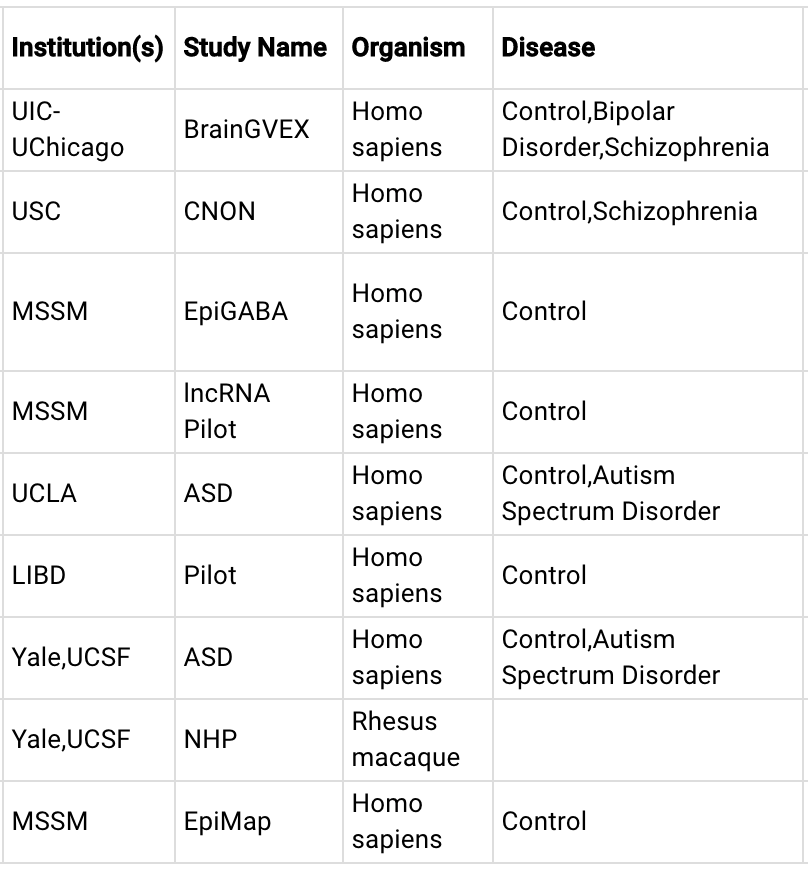 Institution(s) Study Name Organism Disease
UIC-
UChicago
BrainGVEX
Homo
sapiens
Control,Bipolar
Disorder,Schizophrenia
USC
CNON
Homo
sapiens
Control,Schizophrenia
MSSM
EpiGABA
Homo
sapiens
Control
MSSM
lncRNA
Pilot
Homo
sapiens
Control
UCLA
ASD
Homo
sapiens
Control,Autism
Spectrum Disorder
LIBD
Pilot
Homo
sapiens
Control
Yale,UCSF
ASD
Homo
sapiens
Control,Autism
Spectrum Disorder
Yale,UCSF
NHP
Rhesus
macaque
MSSM
EpiMap
Homo
sapiens
Control